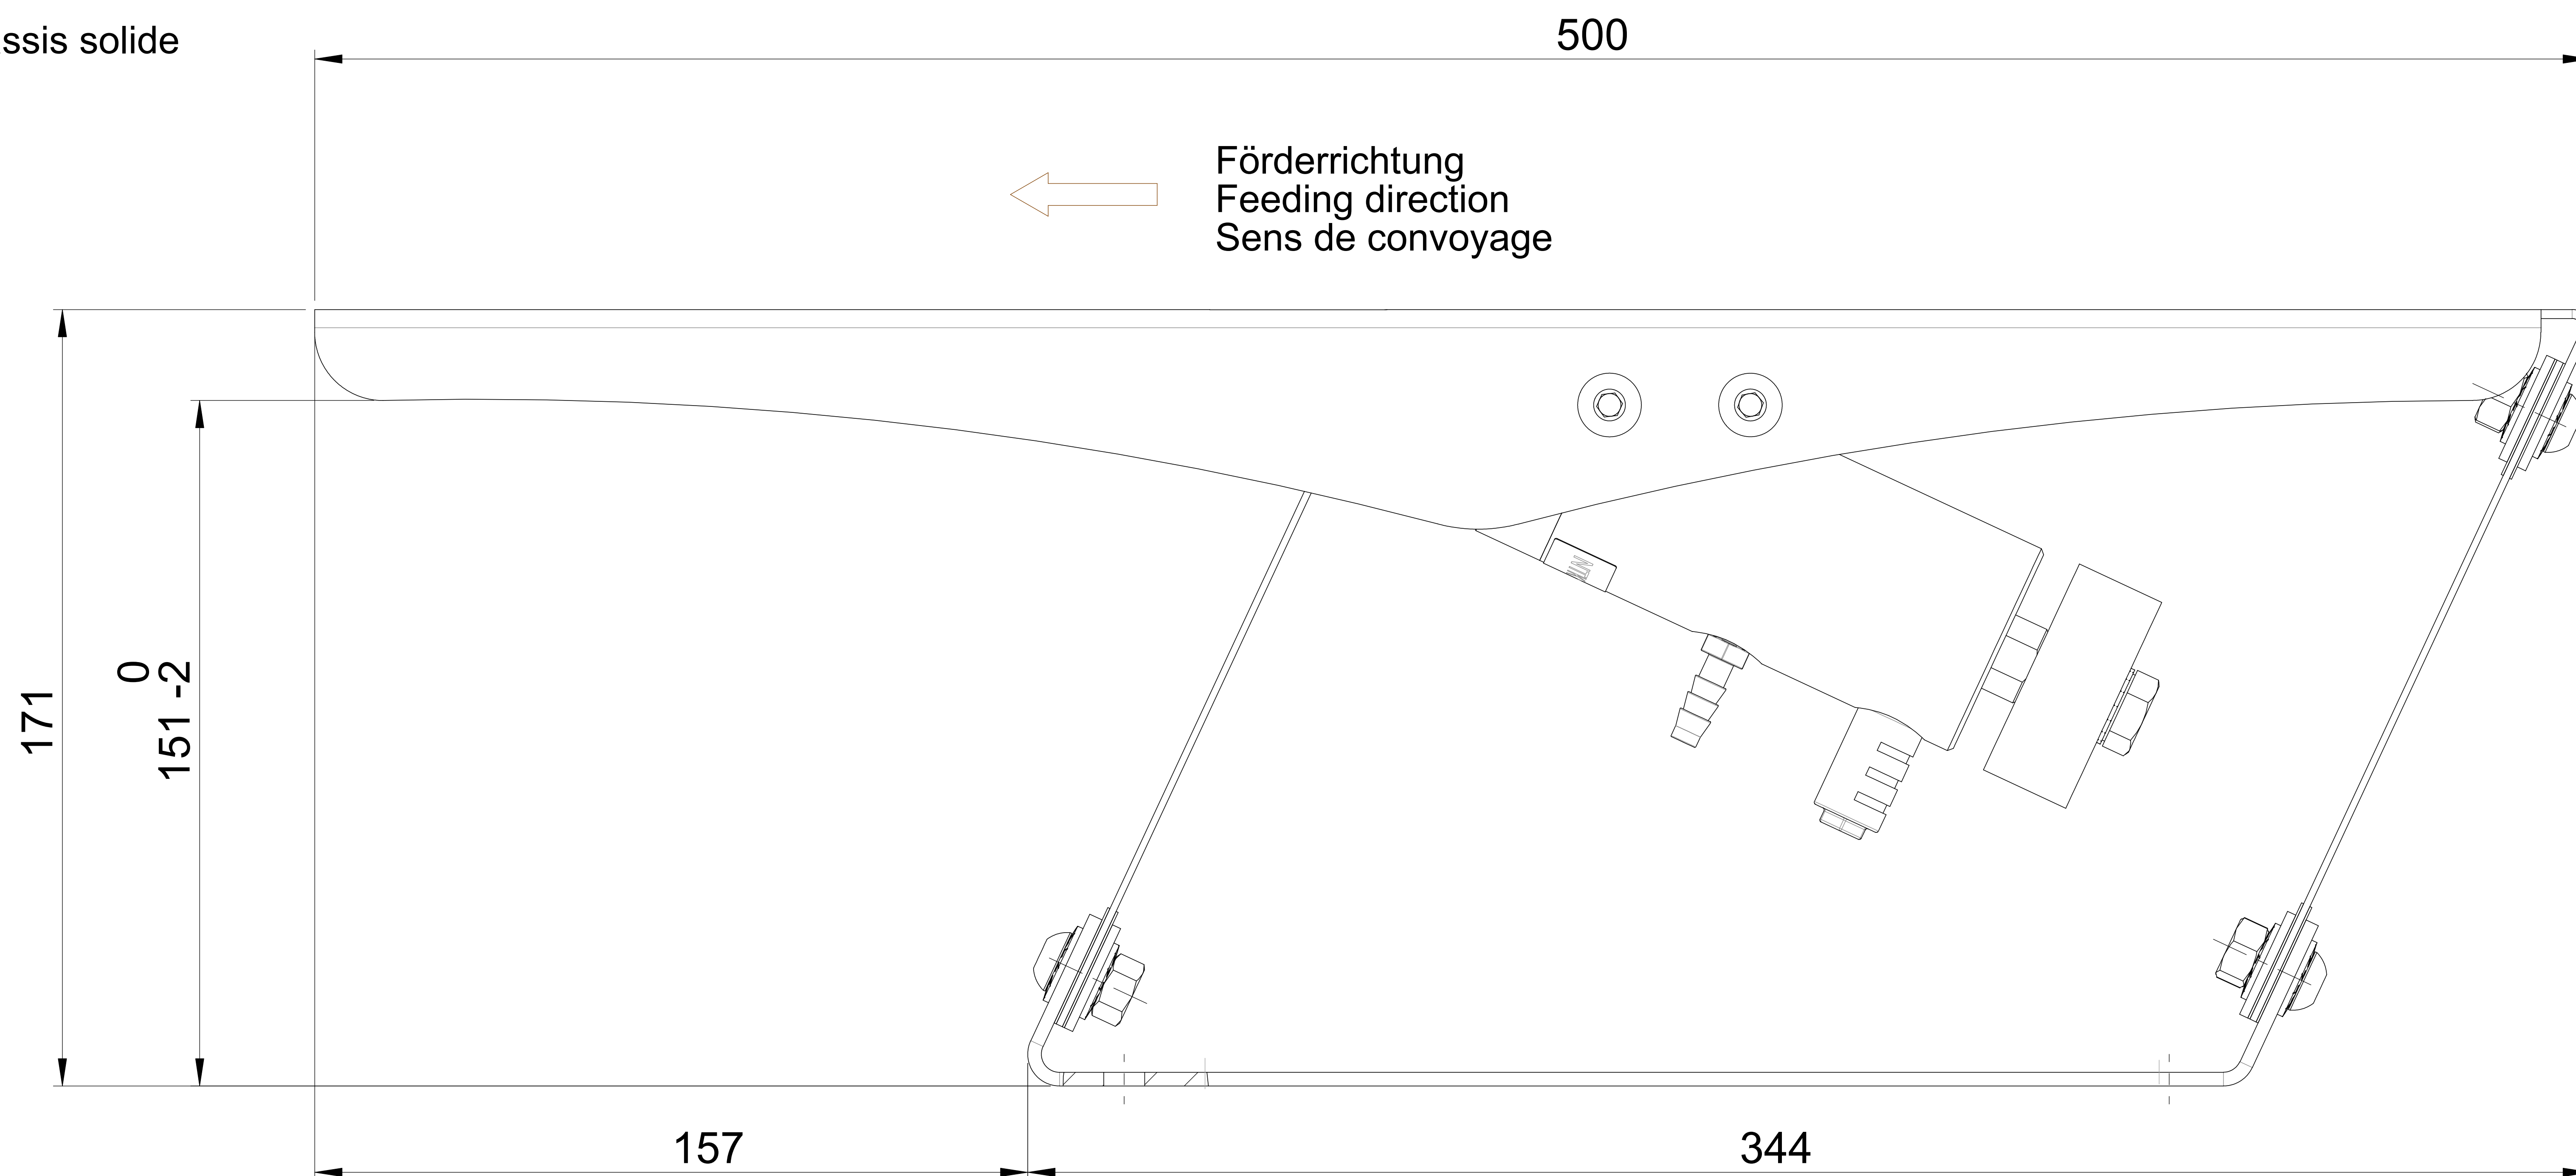 ssis solide
500
Förderrichtung
Feeding direction
Sens de convoyage
171
0
151 -2
157
344